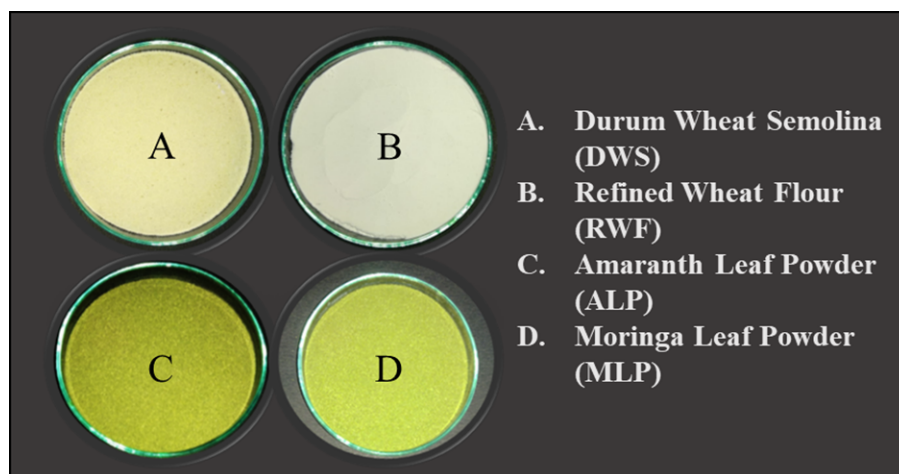 A
B
C
D
A. Durum Wheat Semolina
(DWS)
B. Refined Wheat Flour
(RWF)
C. Amaranth Leaf Powder
(ALP)
D. Moringa Leaf Powder
(MLP)